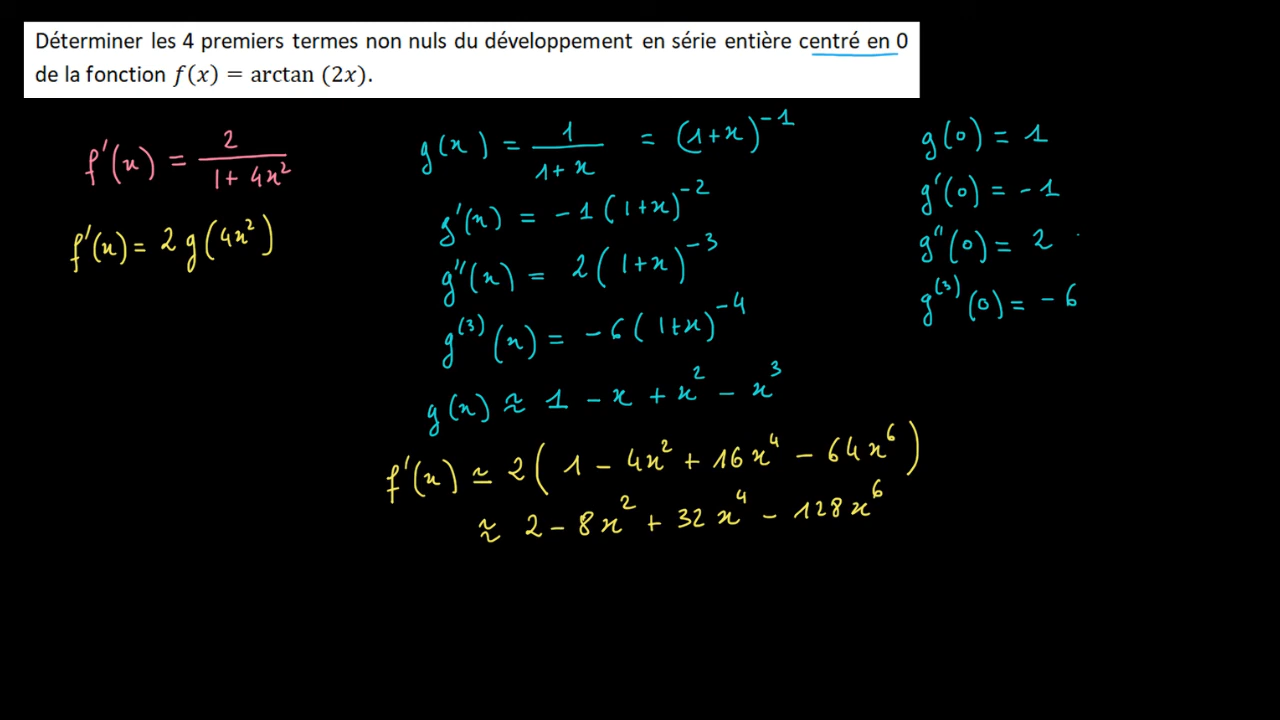 Déterminer les 4 premiers termes non nuls du développement en série entière centré en 0
de la fonction f(x) = arctan (2x).
f'(x) = 2 / (1 + 4x²)
f'(x) = 2 g(4x²)
g(x) = 1 / (1 + x) = (1+x)⁻¹
g'(x) = -1 (1+x)⁻²
g''(x) = 2 (1+x)⁻³
g⁽³⁾(x) = -6 (1+x)⁻⁴
g(x) ≈ 1 - x + x² - x³
f'(x) ≃ 2 (1 - 4x² + 16x⁴ - 64x⁶)
≈ 2 - 8x² + 32x⁴ - 128x⁶
g(0) = 1
g'(0) = -1
g''(0) = 2
g⁽³⁾(0) = -6